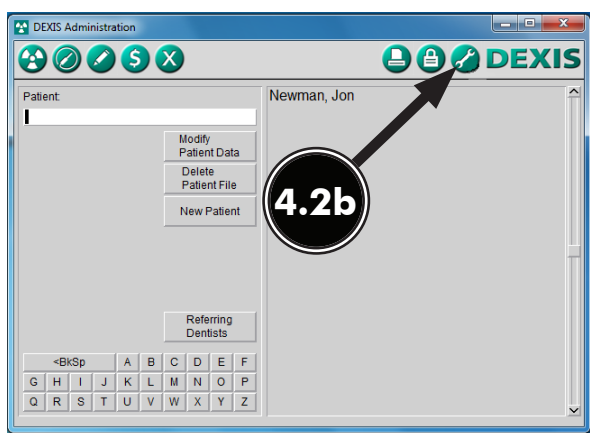 DEXIS Administration
$ X
DEXIS
Patient:
Newman, Jon
Modify
Patient Data
Delete
Patient File
New Patient
4.2b
Referring
Dentists
<BkSp A B C D E F
G H I J K L M N O P
Q R S T U V W X Y Z